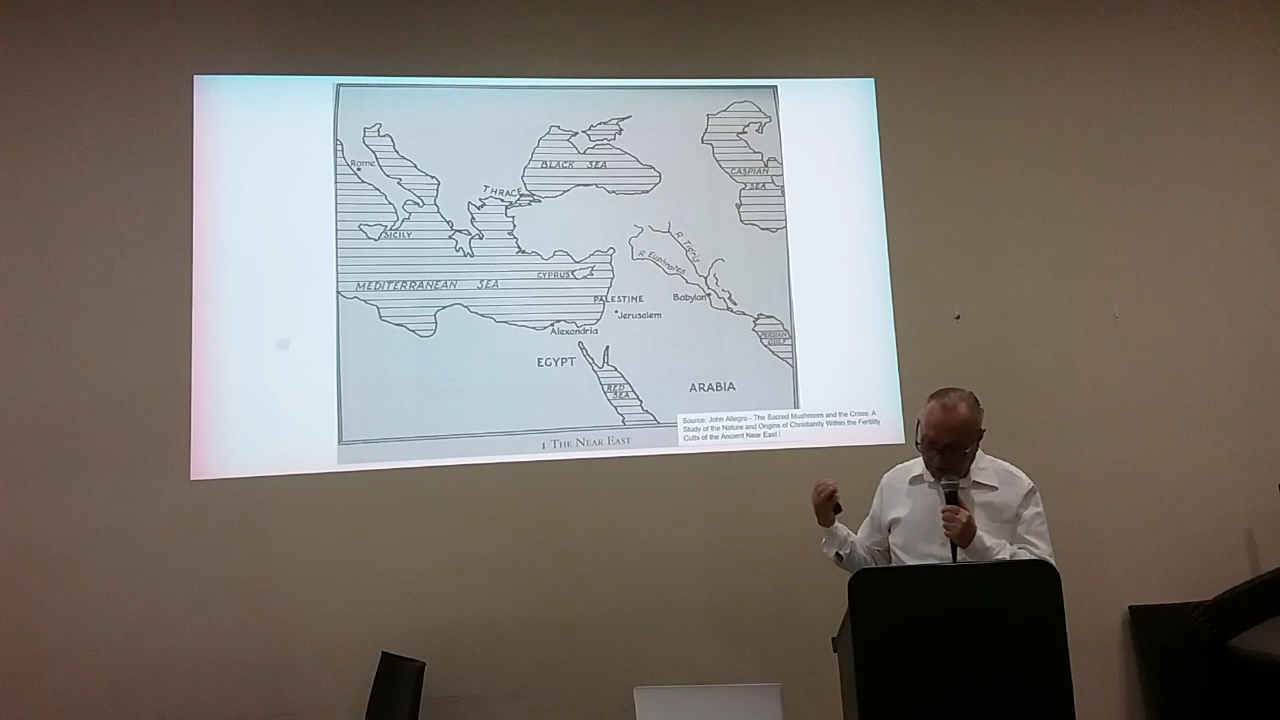 Rome
BLACK SEA
CASPIAN
SEA
THRACE
SICILY
R. Tigris
R. Euphrates
CYPRUS
MEDITERRANEAN SEA
PALESTINE
Babylon
Jerusalem
Alexandria
PERSIAN
GULF
EGYPT
RED
SEA
ARABIA
1 THE NEAR EAST
Source: John Allegro - The Sacred Mushroom and the Cross: A
Study of the Nature and Origins of Christianity Within the Fertility
Cults of the Ancient Near East